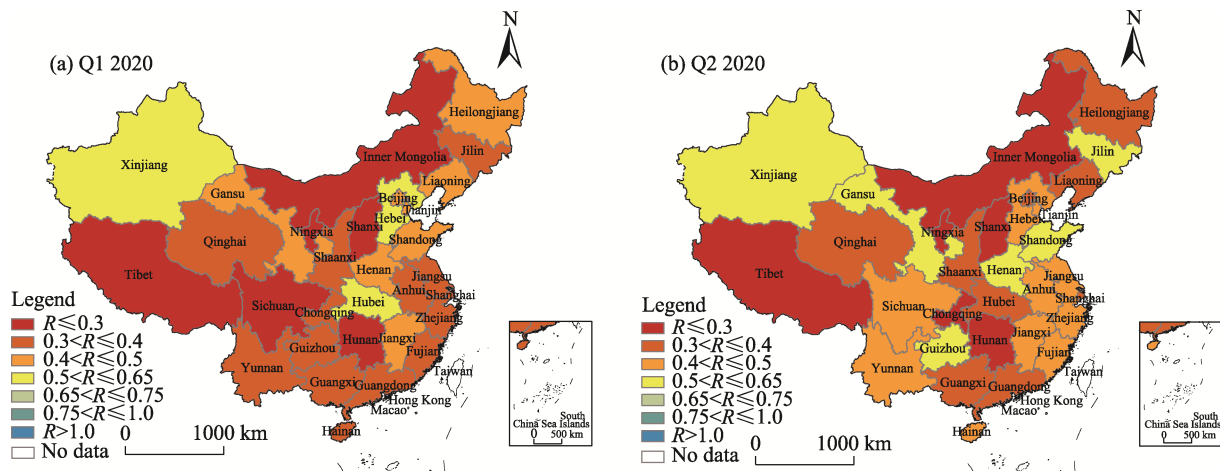 (a) Q1 2020
N
Heilongjiang
Jilin
Liaoning
Inner Mongolia
Xinjiang
Gansu
Beijing
Tianjin
Hebei
Ningxia
Shanxi
Shandong
Qinghai
Shaanxi
Henan
Tibet
Jiangsu
Anhui
Shanghai
Sichuan
Chongqing
Hubei
Zhejiang
Hunan
Jiangxi
Guizhou
Fujian
Yunnan
Guangxi
Guangdong
Taiwan
Hong Kong
Macao
Hainan
Legend
R≤0.3
0.3<R≤0.4
0.4<R≤0.5
0.5<R≤0.65
0.65<R≤0.75
0.75<R≤1.0
R>1.0
No data
0 1000 km
South
China Sea Islands
0 500 km
(b) Q2 2020
N
Heilongjiang
Jilin
Liaoning
Inner Mongolia
Xinjiang
Gansu
Beijing
Tianjin
Hebei
Ningxia
Shanxi
Shandong
Qinghai
Shaanxi
Henan
Tibet
Jiangsu
Anhui
Shanghai
Sichuan
Chongqing
Hubei
Zhejiang
Hunan
Jiangxi
Guizhou
Fujian
Yunnan
Guangxi
Guangdong
Taiwan
Hong Kong
Macao
Hainan
Legend
R≤0.3
0.3<R≤0.4
0.4<R≤0.5
0.5<R≤0.65
0.65<R≤0.75
0.75<R≤1.0
R>1.0
No data
0 1000 km
South
China Sea Islands
0 500 km